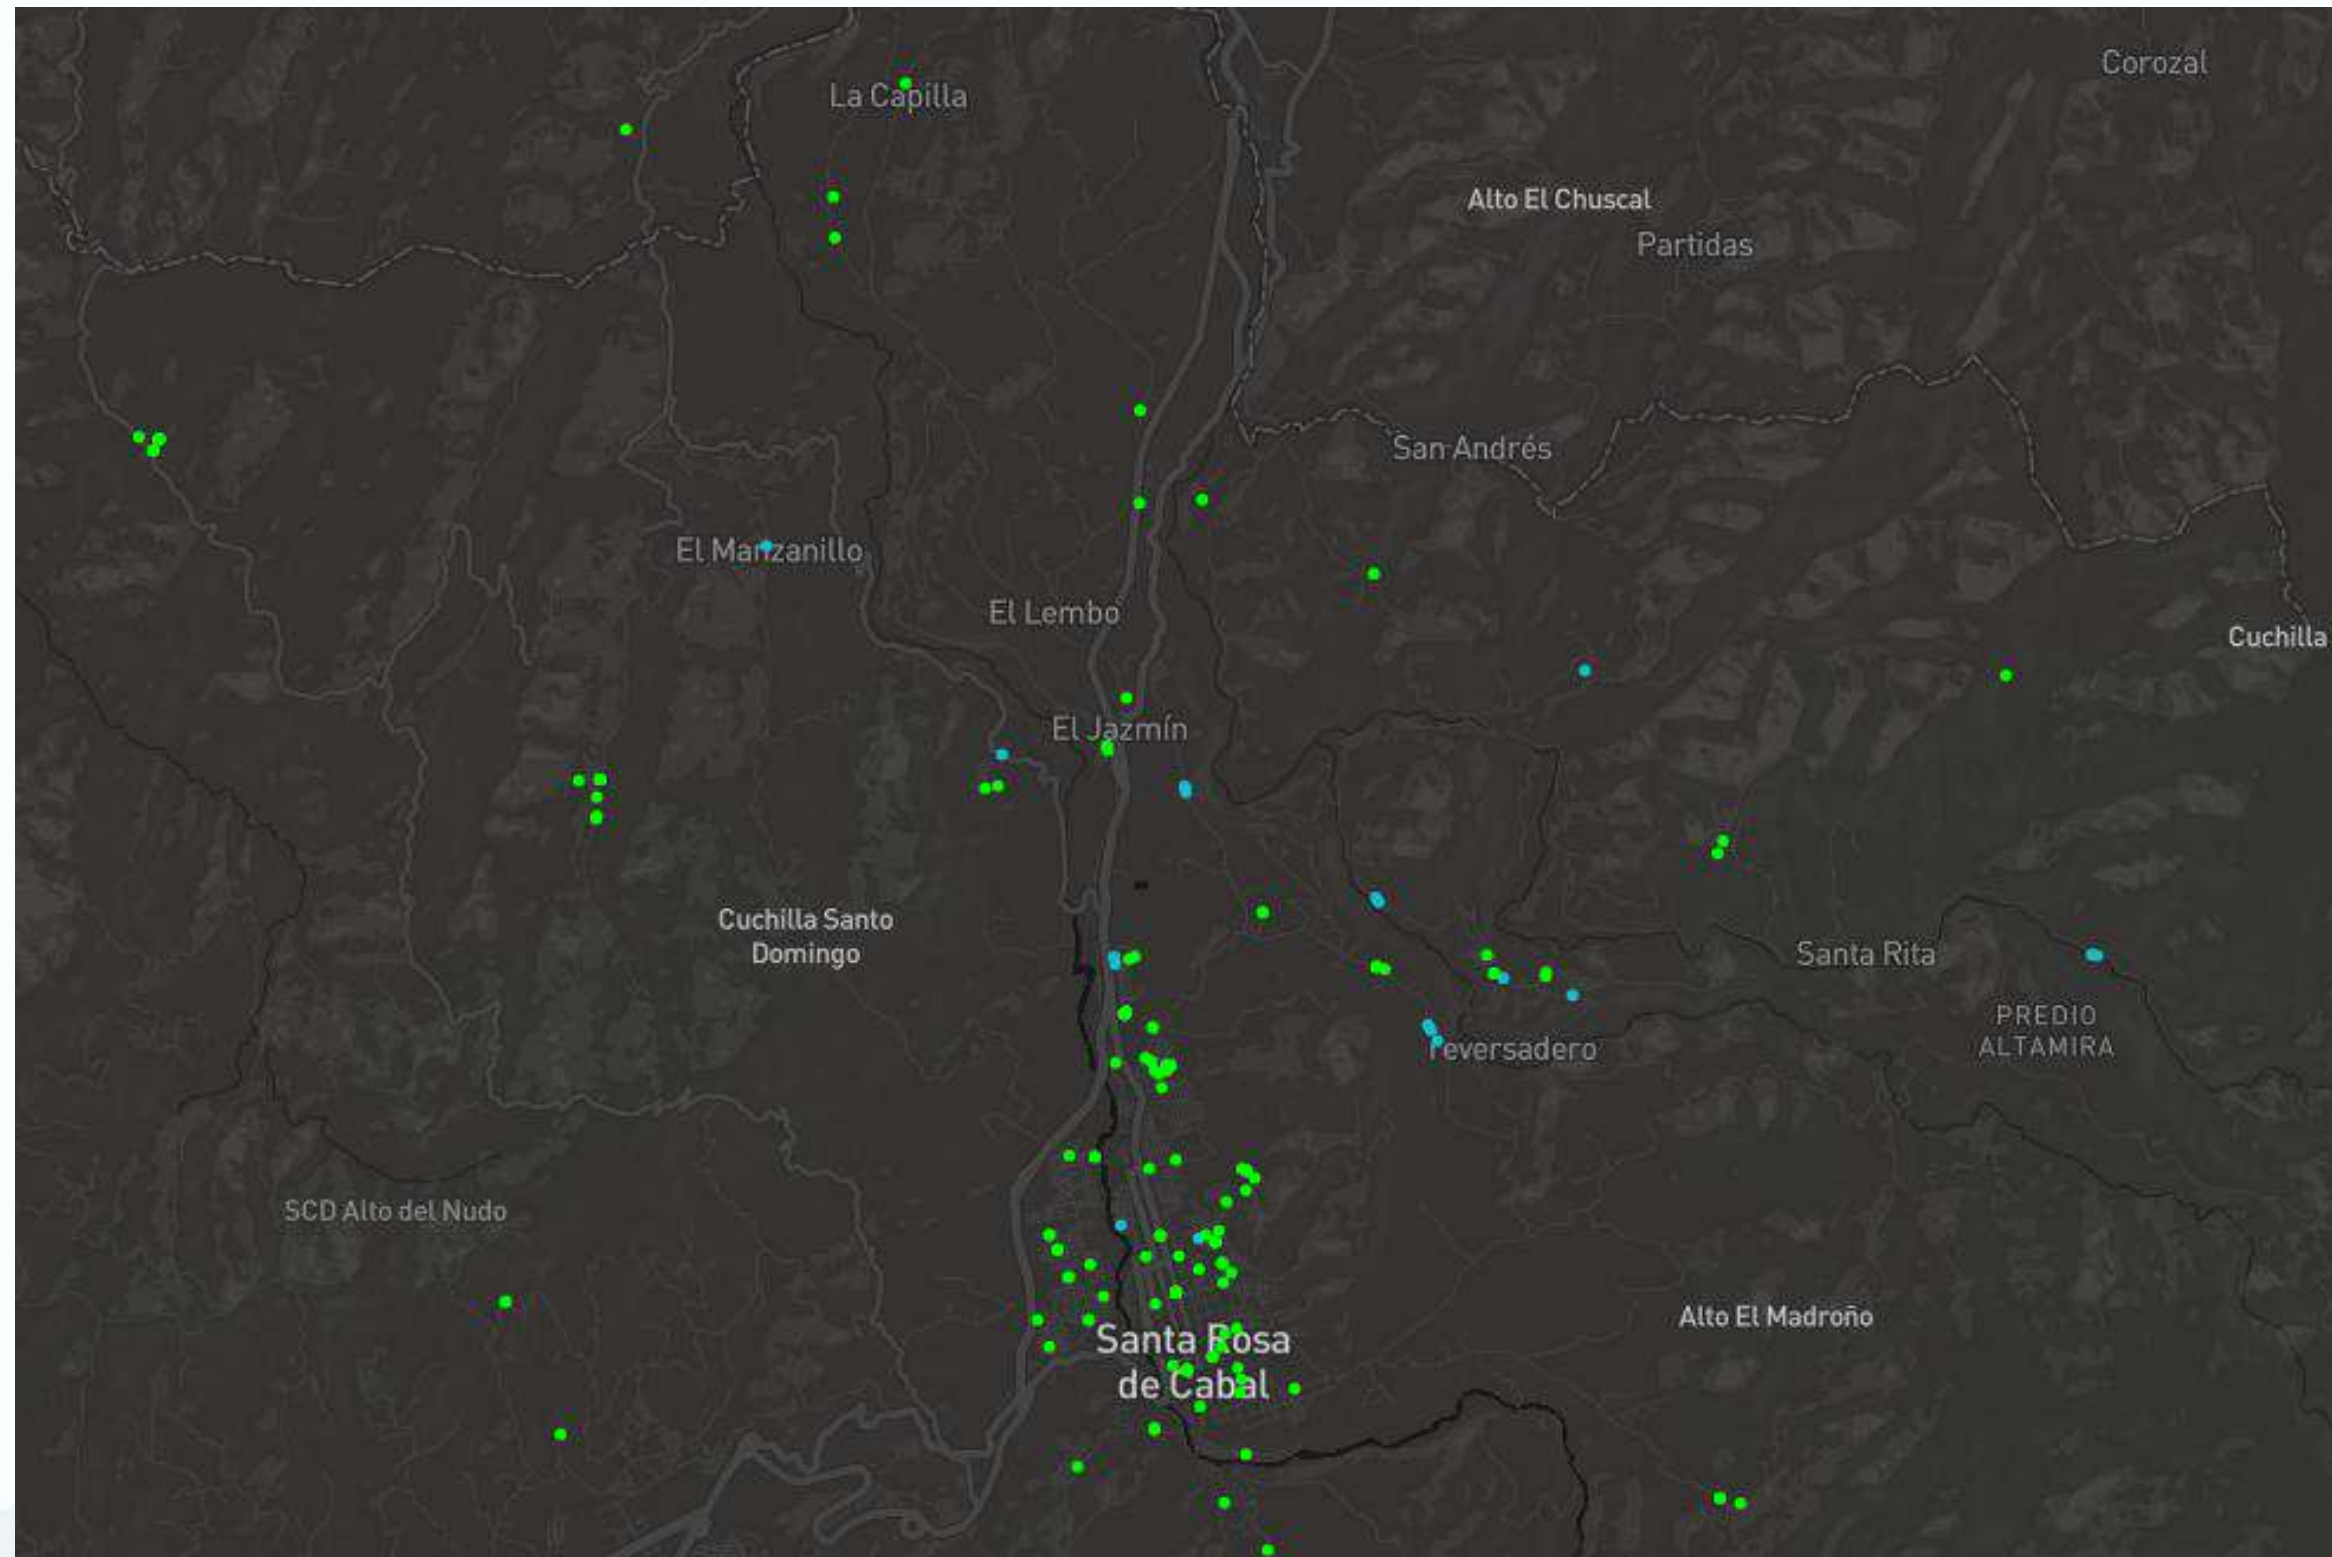 Corozal
La Capilla
Alto El Chuscal
Partidas
San Andrés
El Manzanillo
El Lembo
Cuchilla
El Jazmín
Cuchilla Santo
Domingo
Santa Rita
PREDIO
ALTAMIRA
Treversadero
SCD Alto del Nudo
Alto El Madroño
Santa Rosa
de Cabal